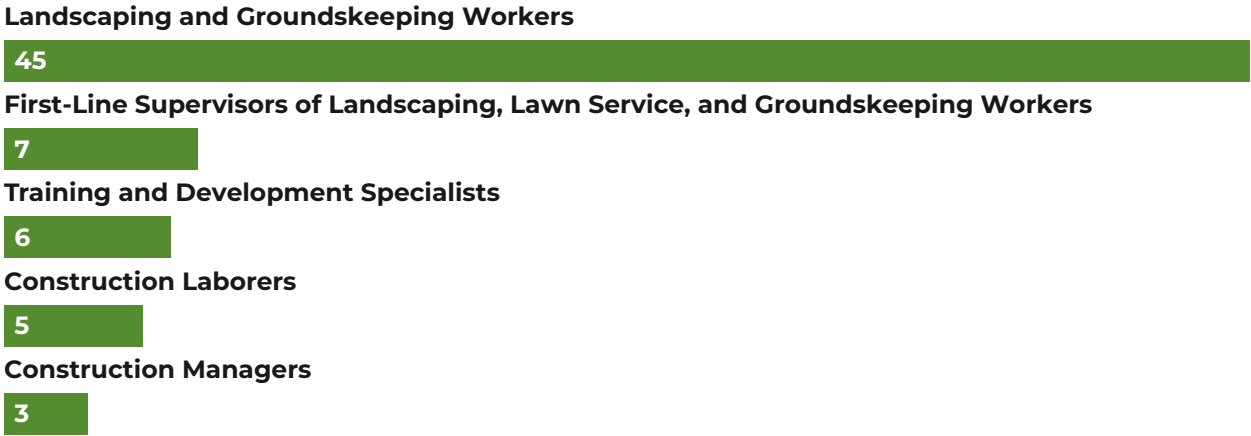 Landscaping and Groundskeeping Workers
45
First-Line Supervisors of Landscaping, Lawn Service, and Groundskeeping Workers
7
Training and Development Specialists
6
Construction Laborers
5
Construction Managers
3